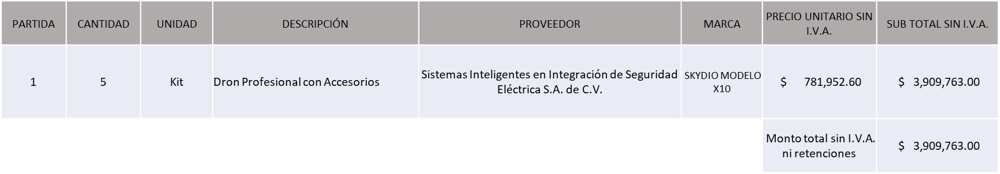 PARTIDA
CANTIDAD
UNIDAD
DESCRIPCIÓN
PROVEEDOR
MARCA
PRECIO UNITARIO SIN
I.V.A.
SUB TOTAL SIN I.V.A.
1
5
Kit
Dron Profesional con Accesorios
Sistemas Inteligentes en Integración de Seguridad
Eléctrica S.A. de C.V.
SKYDIO MODELO
X10
$ 781,952.60
$ 3,909,763.00
Monto total sin I.V.A.
ni retenciones
$ 3,909,763.00